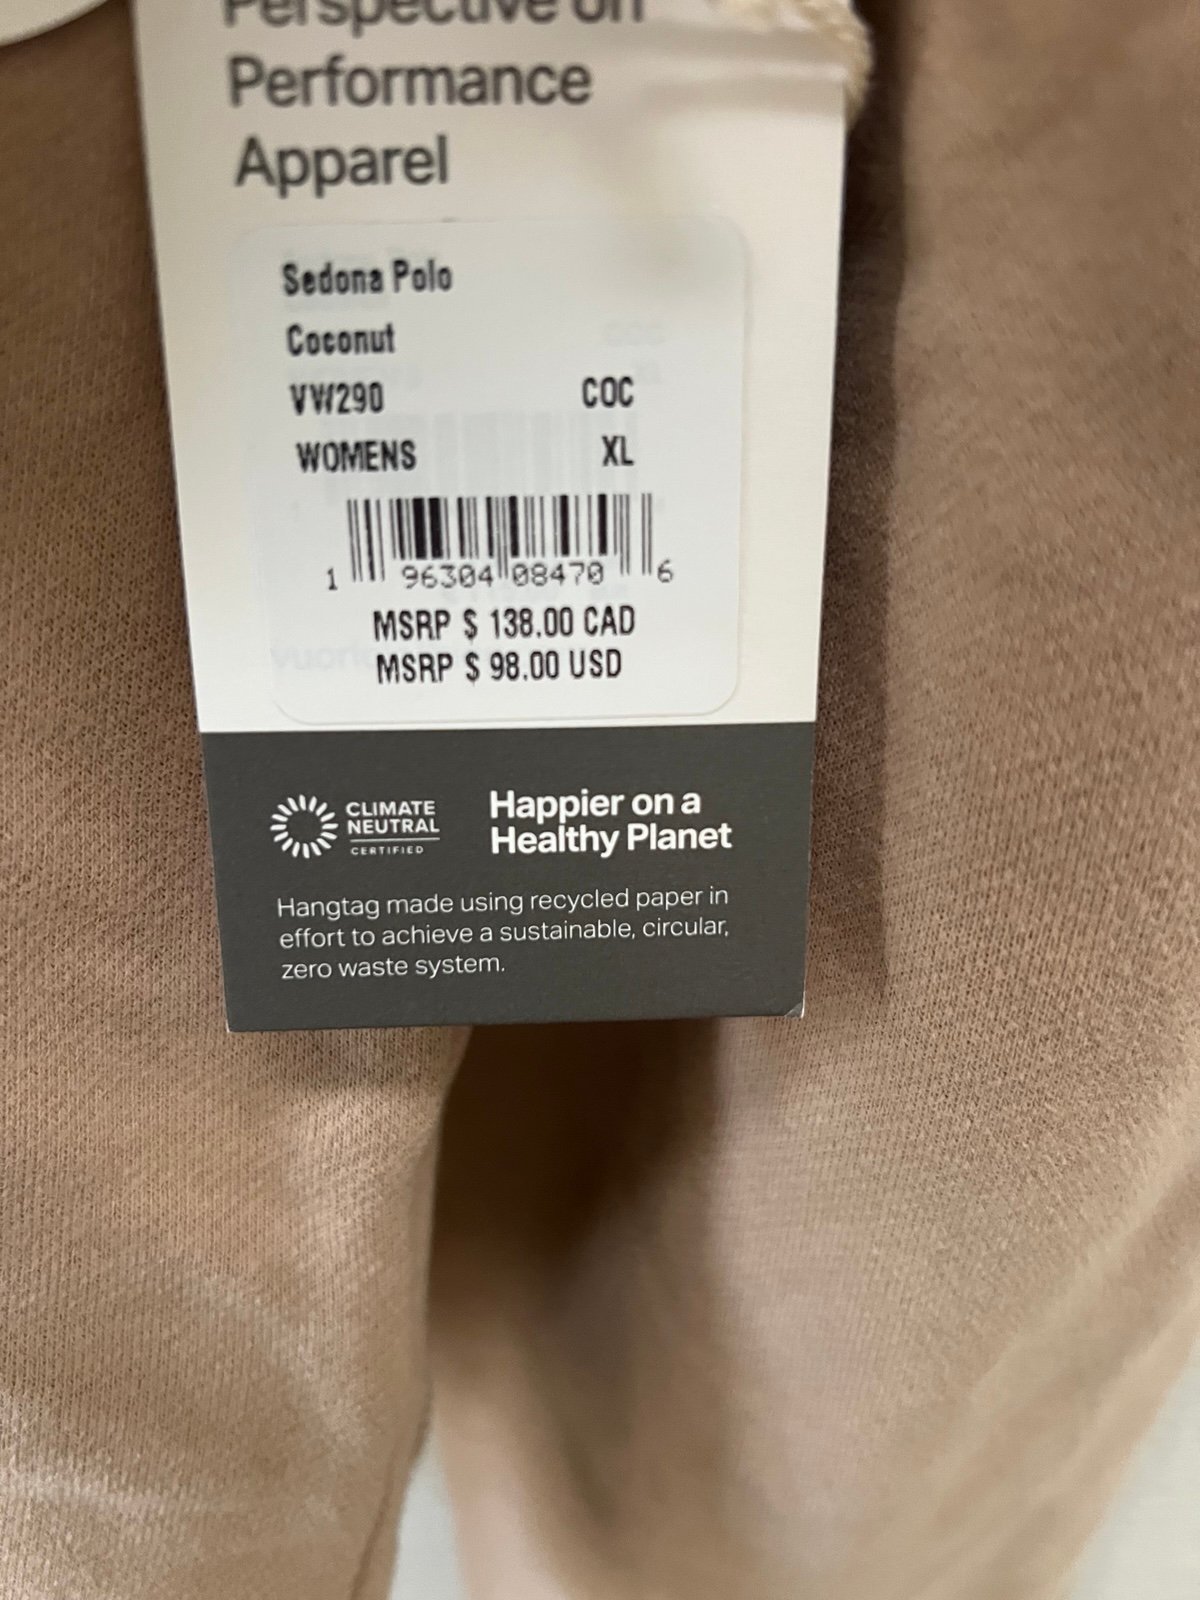 Perspective on
Performance
Apparel
Sedona Polo
Coconut
VW290 COC
WOMENS XL
1 96304 08470 6
MSRP $ 138.00 CAD
MSRP $ 98.00 USD
CLIMATE
NEUTRAL
CERTIFIED
Happier on a
Healthy Planet
Hangtag made using recycled paper in
effort to achieve a sustainable, circular,
zero waste system.